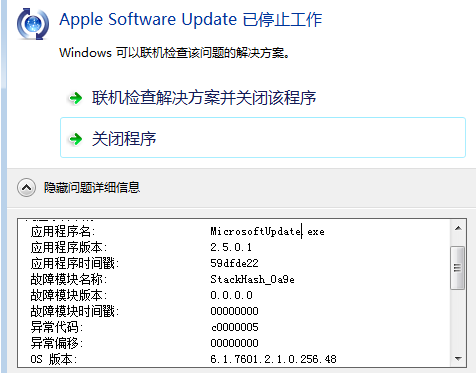 Apple Software Update 已停止工作
Windows 可以联机检查该问题的解决方案。
联机检查解决方案并关闭该程序
关闭程序
隐藏问题详细信息
应用程序名: MicrosoftUpdate.exe
应用程序版本: 2.5.0.1
应用程序时间戳: 59dfde22
故障模块名称: StackHash_0a9e
故障模块版本: 0.0.0.0
故障模块时间戳: 00000000
异常代码: c0000005
异常偏移: 00000000
OS 版本: 6.1.7601.2.1.0.256.48